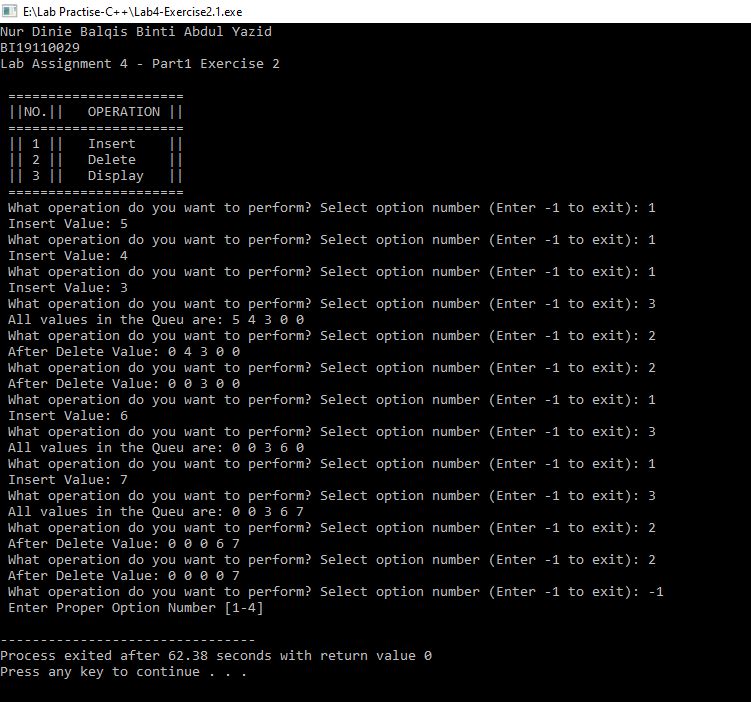 E:\Lab Practise-C++\Lab4-Exercise2.1.exe
Nur Dinie Balqis Binti Abdul Yazid
BI19110029
Lab Assignment 4 - Part1 Exercise 2
======================
||NO.||   OPERATION ||
======================
|| 1 ||   Insert    ||
|| 2 ||   Delete    ||
|| 3 ||   Display   ||
======================
What operation do you want to perform? Select option number (Enter -1 to exit): 1
Insert Value: 5
What operation do you want to perform? Select option number (Enter -1 to exit): 1
Insert Value: 4
What operation do you want to perform? Select option number (Enter -1 to exit): 1
Insert Value: 3
What operation do you want to perform? Select option number (Enter -1 to exit): 3
All values in the Queu are: 5 4 3 0 0
What operation do you want to perform? Select option number (Enter -1 to exit): 2
After Delete Value: 0 4 3 0 0
What operation do you want to perform? Select option number (Enter -1 to exit): 2
After Delete Value: 0 0 3 0 0
What operation do you want to perform? Select option number (Enter -1 to exit): 1
Insert Value: 6
What operation do you want to perform? Select option number (Enter -1 to exit): 3
All values in the Queu are: 0 0 3 6 0
What operation do you want to perform? Select option number (Enter -1 to exit): 1
Insert Value: 7
What operation do you want to perform? Select option number (Enter -1 to exit): 3
All values in the Queu are: 0 0 3 6 7
What operation do you want to perform? Select option number (Enter -1 to exit): 2
After Delete Value: 0 0 0 6 7
What operation do you want to perform? Select option number (Enter -1 to exit): 2
After Delete Value: 0 0 0 0 7
What operation do you want to perform? Select option number (Enter -1 to exit): -1
Enter Proper Option Number [1-4]
--------------------------------
Process exited after 62.38 seconds with return value 0
Press any key to continue . . .